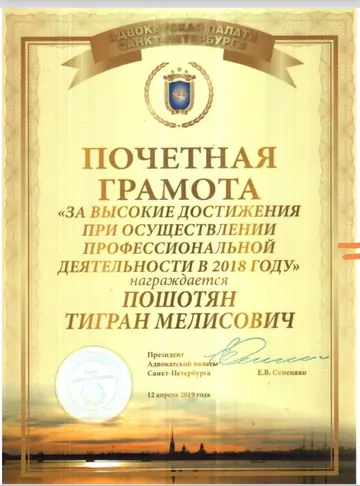 АДВОКАТСКАЯ ПАЛАТА
САНКТ-ПЕТЕРБУРГА
ПОЧЕТНАЯ
ГРАМОТА
«ЗА ВЫСОКИЕ ДОСТИЖЕНИЯ
ПРИ ОСУЩЕСТВЛЕНИИ
ПРОФЕССИОНАЛЬНОЙ
ДЕЯТЕЛЬНОСТИ В 2018 ГОДУ»
награждается
ПОШОТЯН
ТИГРАН МЕЛИСОВИЧ
Президент
Адвокатской палаты
Санкт-Петербурга
Е.В. Семеняко
12 апреля 2019 года